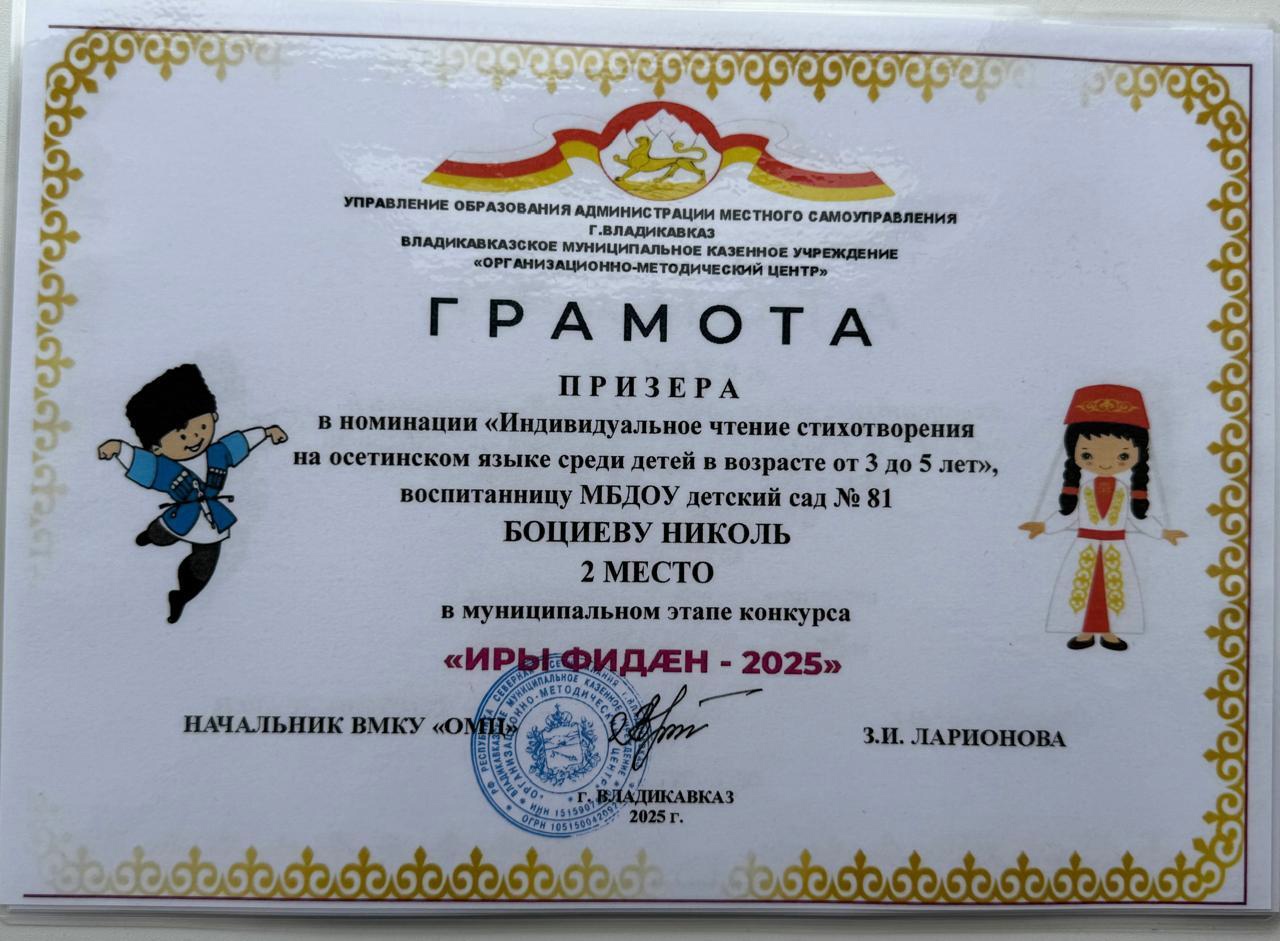 УПРАВЛЕНИЕ ОБРАЗОВАНИЯ АДМИНИСТРАЦИИ МЕСТНОГО САМОУПРАВЛЕНИЯ
Г.ВЛАДИКАВКАЗ
ВЛАДИКАВКАЗСКОЕ МУНИЦИПАЛЬНОЕ КАЗЕННОЕ УЧРЕЖДЕНИЕ
«ОРГАНИЗАЦИОННО-МЕТОДИЧЕСКИЙ ЦЕНТР»
ГРАМОТА
ПРИЗЕРА
в номинации «Индивидуальное чтение стихотворения
на осетинском языке среди детей в возрасте от 3 до 5 лет»,
воспитанницу МБДОУ детский сад № 81
БОЦИЕВУ НИКОЛЬ
2 МЕСТО
в муниципальном этапе конкурса
«ИРЫ ФИДÆН - 2025»
НАЧАЛЬНИК ВМКУ «ОМЦ» З.И. ЛАРИОНОВА
г. ВЛАДИКАВКАЗ
2025 г.